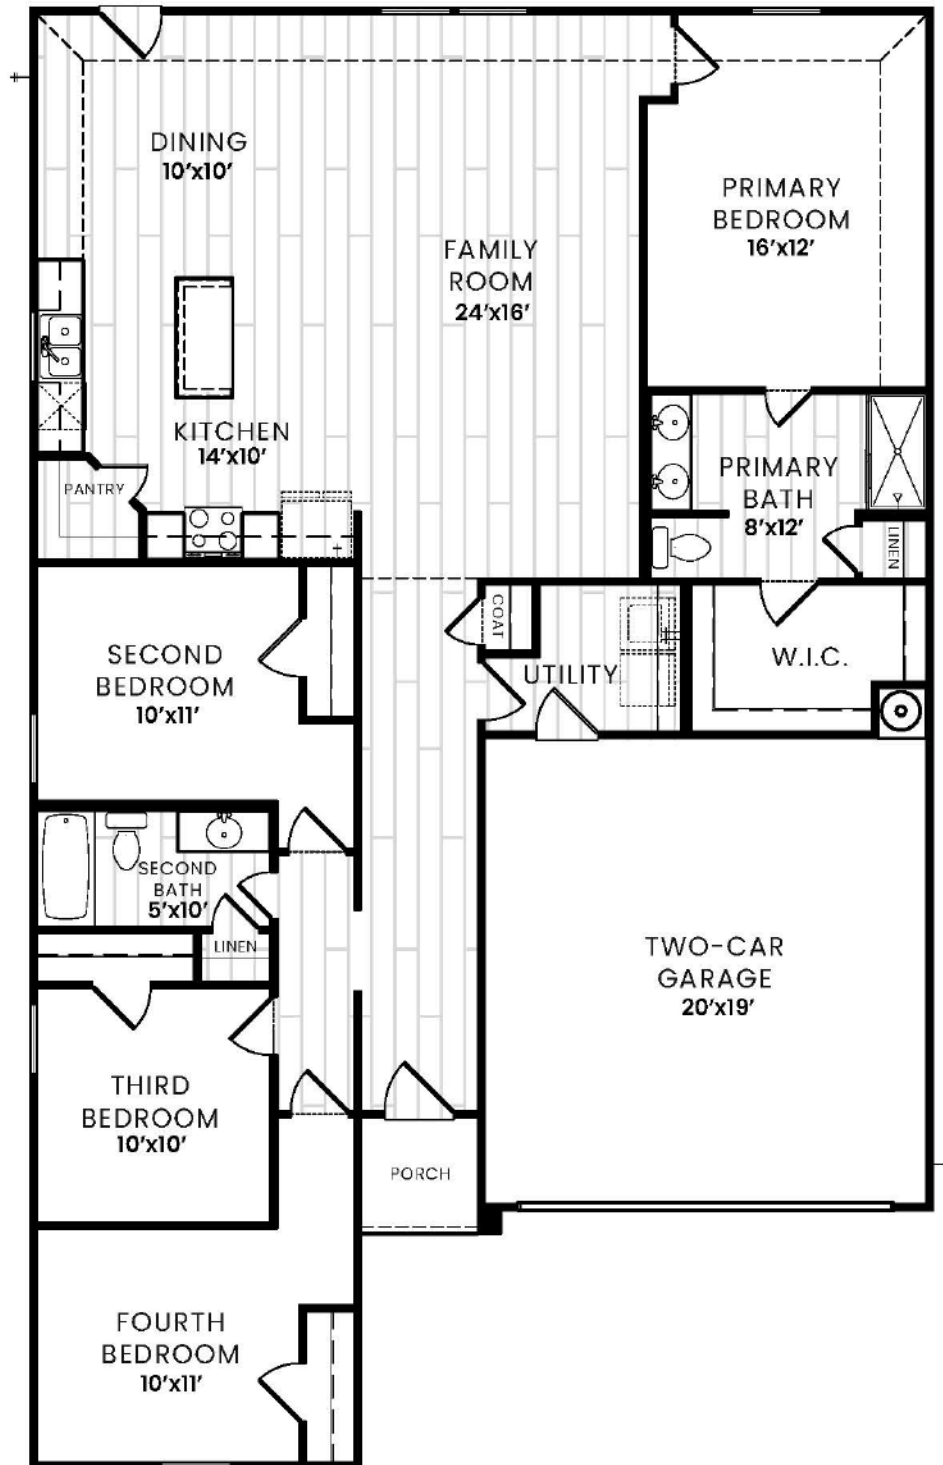 DINING
10'x10'
PRIMARY
BEDROOM
16'x12'
FAMILY
ROOM
24'x16'
KITCHEN
14'x10'
PANTRY
PRIMARY
BATH
8'x12'
LINEN
COAT
UTILITY
W.I.C.
SECOND
BEDROOM
10'x11'
SECOND
BATH
5'x10'
LINEN
TWO-CAR
GARAGE
20'x19'
THIRD
BEDROOM
10'x10'
PORCH
FOURTH
BEDROOM
10'x11'